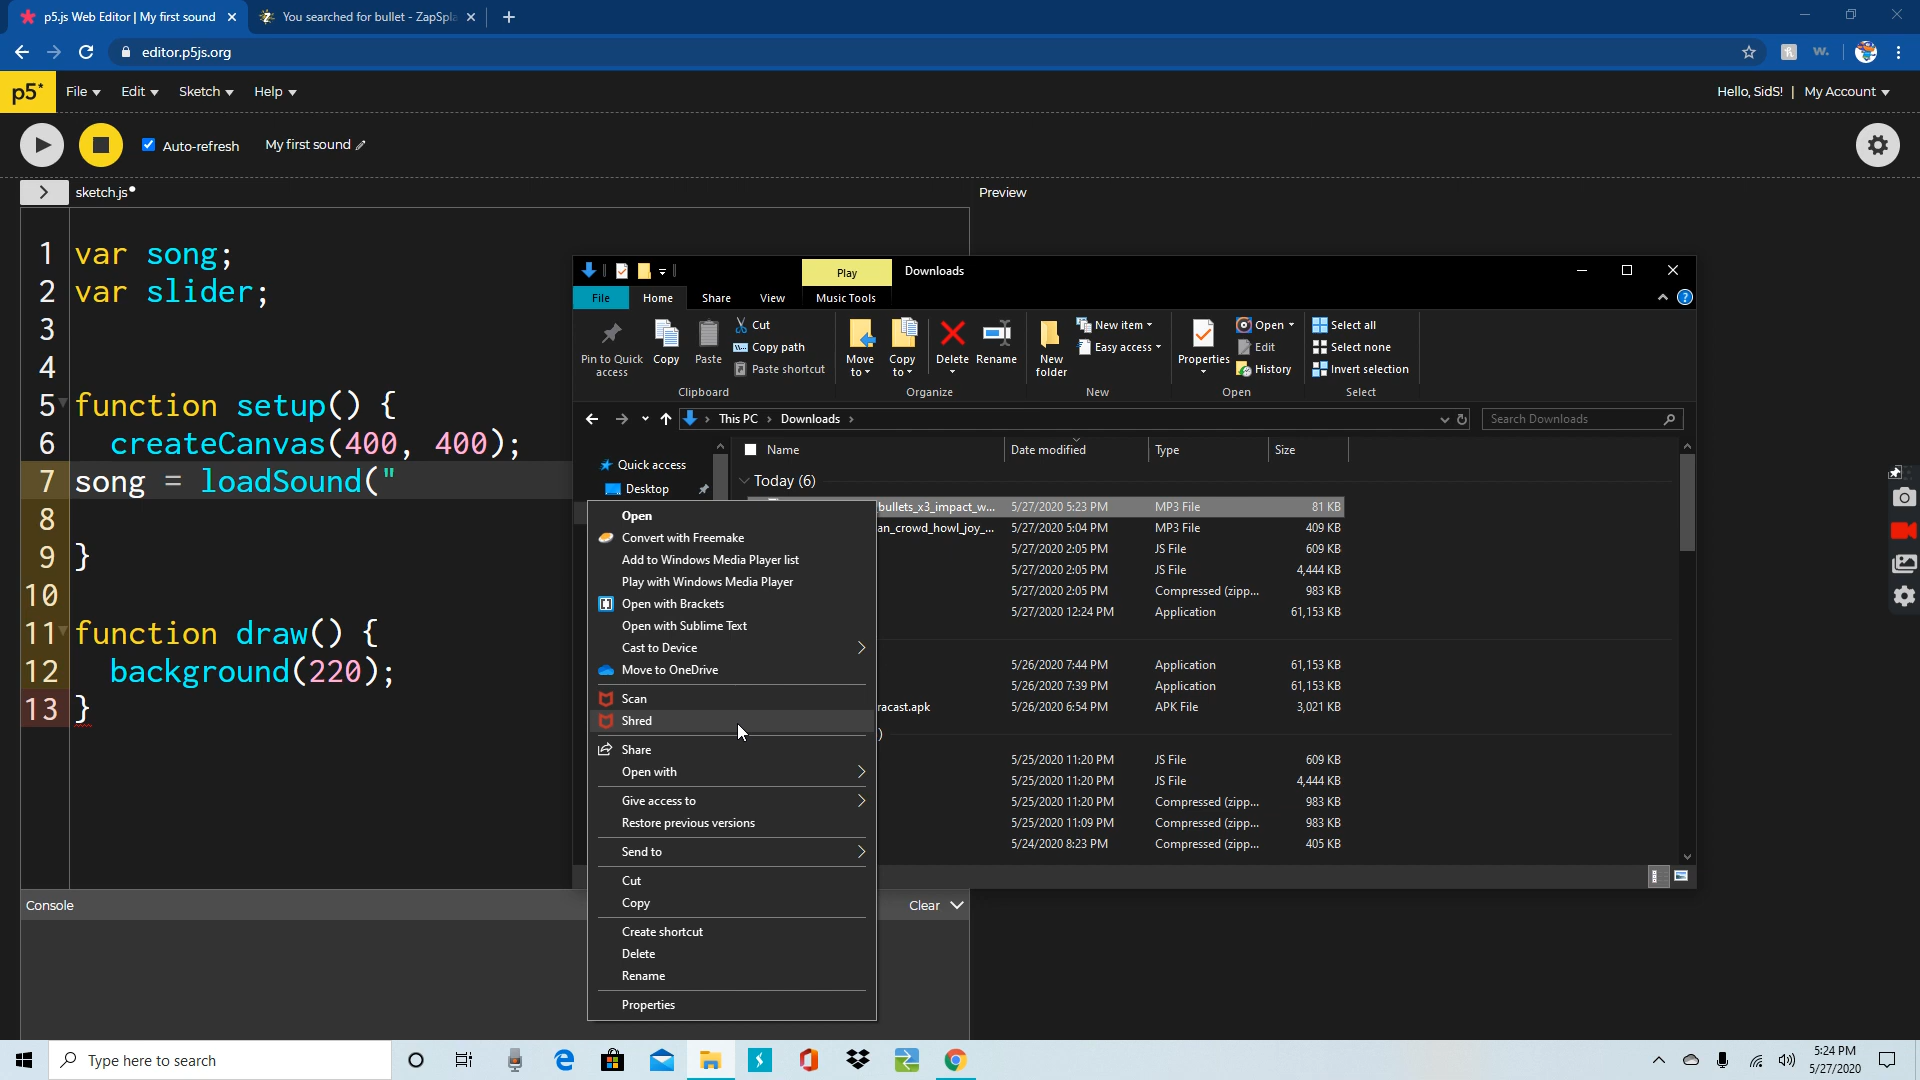 p5.js Web Editor | My first sound
You searched for bullet - ZapSpla
editor.p5js.org
p5*
File
Edit
Sketch
Help
Hello, SidS! | My Account
Auto-refresh
My first sound
sketch.js
Preview
1 var song;
2 var slider;
3
4
5 function setup() {
6 createCanvas(400, 400);
7 song = loadSound("
8
9 }
10
11 function draw() {
12 background(220);
13 }
Console
Clear
Play
Downloads
File
Home
Share
View
Music Tools
Pin to Quick access
Copy
Paste
Cut
Copy path
Paste shortcut
Clipboard
Move to
Copy to
Delete
Rename
Organize
New folder
New item
Easy access
New
Properties
Open
Edit
History
Open
Select all
Select none
Invert selection
Select
This PC > Downloads >
Search Downloads
Quick access
Desktop
Name
Date modified
Type
Size
Today (6)
bullets_x3_impact_w... 5/27/2020 5:23 PM MP3 File 81 KB
an_crowd_howl_joy_... 5/27/2020 5:04 PM MP3 File 409 KB
5/27/2020 2:05 PM JS File 609 KB
5/27/2020 2:05 PM JS File 4,444 KB
5/27/2020 2:05 PM Compressed (zipp... 983 KB
5/27/2020 12:24 PM Application 61,153 KB
5/26/2020 7:44 PM Application 61,153 KB
5/26/2020 7:39 PM Application 61,153 KB
racast.apk 5/26/2020 6:54 PM APK File 3,021 KB
)
5/25/2020 11:20 PM JS File 609 KB
5/25/2020 11:20 PM JS File 4,444 KB
5/25/2020 11:20 PM Compressed (zipp... 983 KB
5/25/2020 11:09 PM Compressed (zipp... 983 KB
5/24/2020 8:23 PM Compressed (zipp... 405 KB
Open
Convert with Freemake
Add to Windows Media Player list
Play with Windows Media Player
Open with Brackets
Open with Sublime Text
Cast to Device
Move to OneDrive
Scan
Shred
Share
Open with
Give access to
Restore previous versions
Send to
Cut
Copy
Create shortcut
Delete
Rename
Properties
Type here to search
5:24 PM
5/27/2020